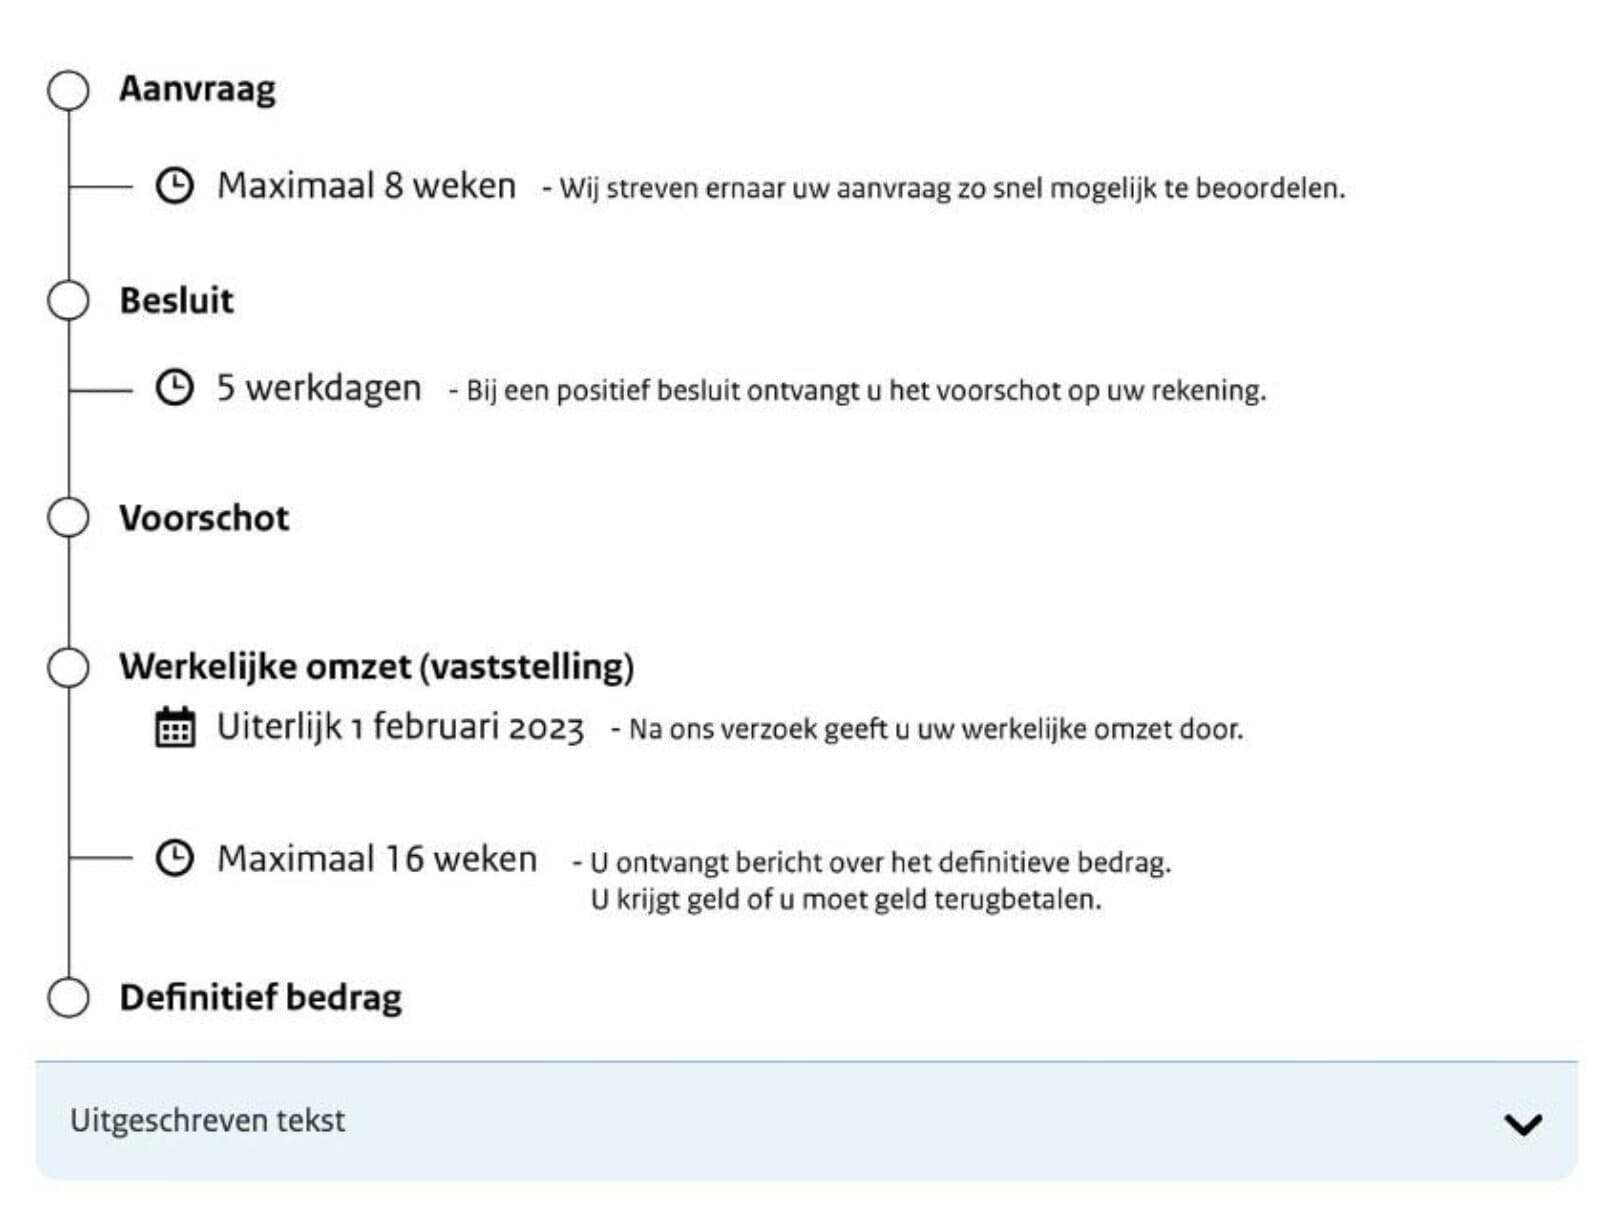 Aanvraag
Maximaal 8 weken - Wij streven ernaar uw aanvraag zo snel mogelijk te beoordelen.
Besluit
5 werkdagen - Bij een positief besluit ontvangt u het voorschot op uw rekening.
Voorschot
Werkelijke omzet (vaststelling)
Uiterlijk 1 februari 2023 - Na ons verzoek geeft u uw werkelijke omzet door.
Maximaal 16 weken - U ontvangt bericht over het definitieve bedrag.
U krijgt geld of u moet geld terugbetalen.
Definitief bedrag
Uitgeschreven tekst